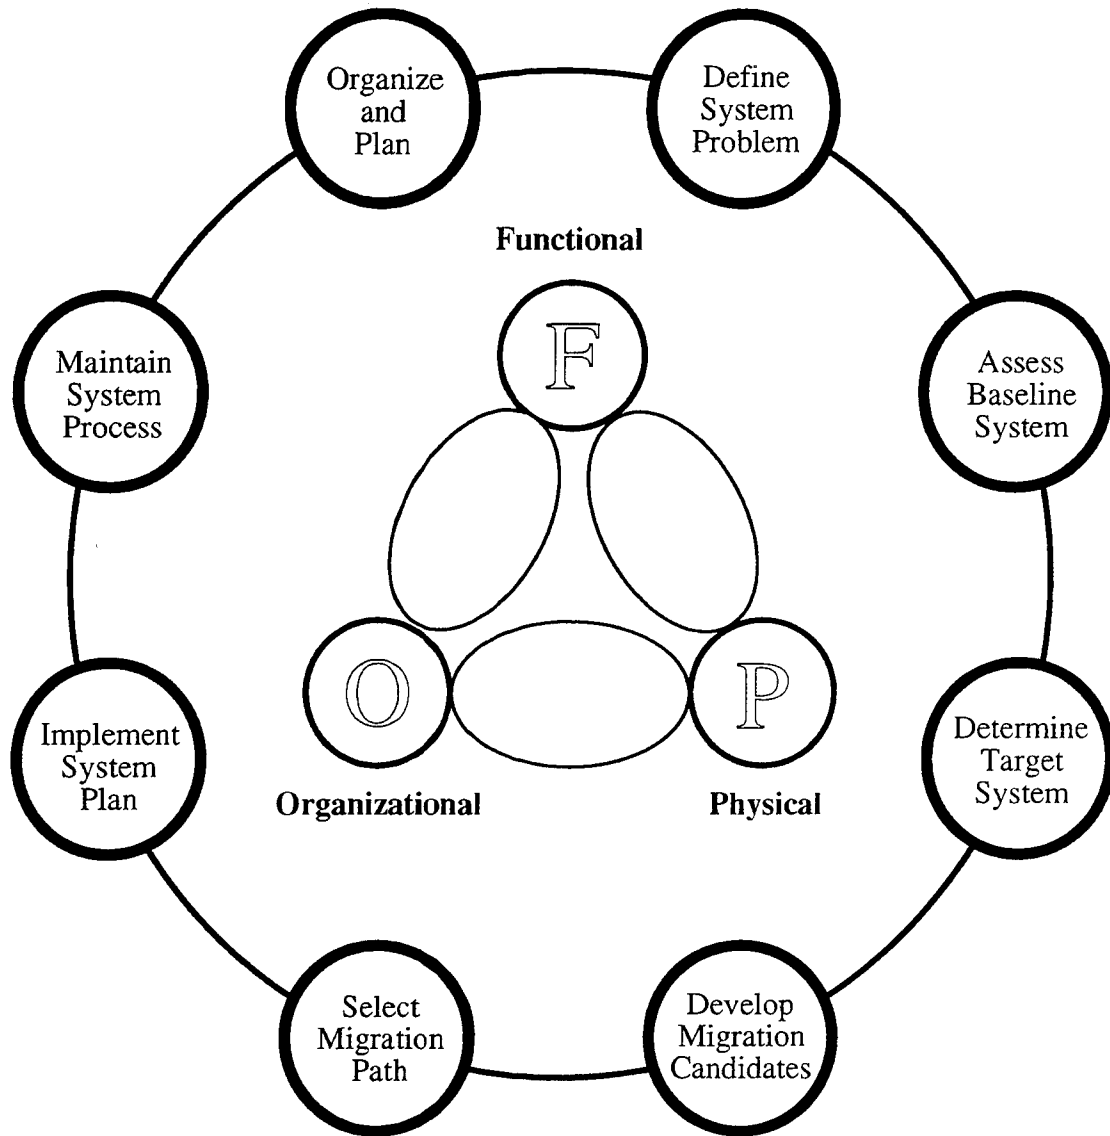 Organize
and
Plan
Define
System
Problem
Functional
F
Maintain
System
Process
Assess
Baseline
System
O
P
Implement
System
Plan
Determine
Target
System
Organizational
Physical
Select
Migration
Path
Develop
Migration
Candidates